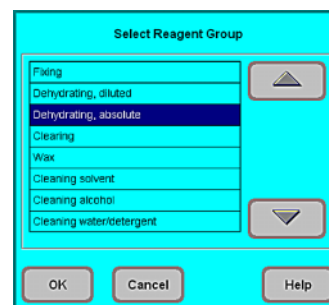 Select Reagent Group
Fixing
Dehydrating, diluted
Dehydrating, absolute
Clearing
Wax
Cleaning solvent
Cleaning alcohol
Cleaning water/detergent
OK
Cancel
Help